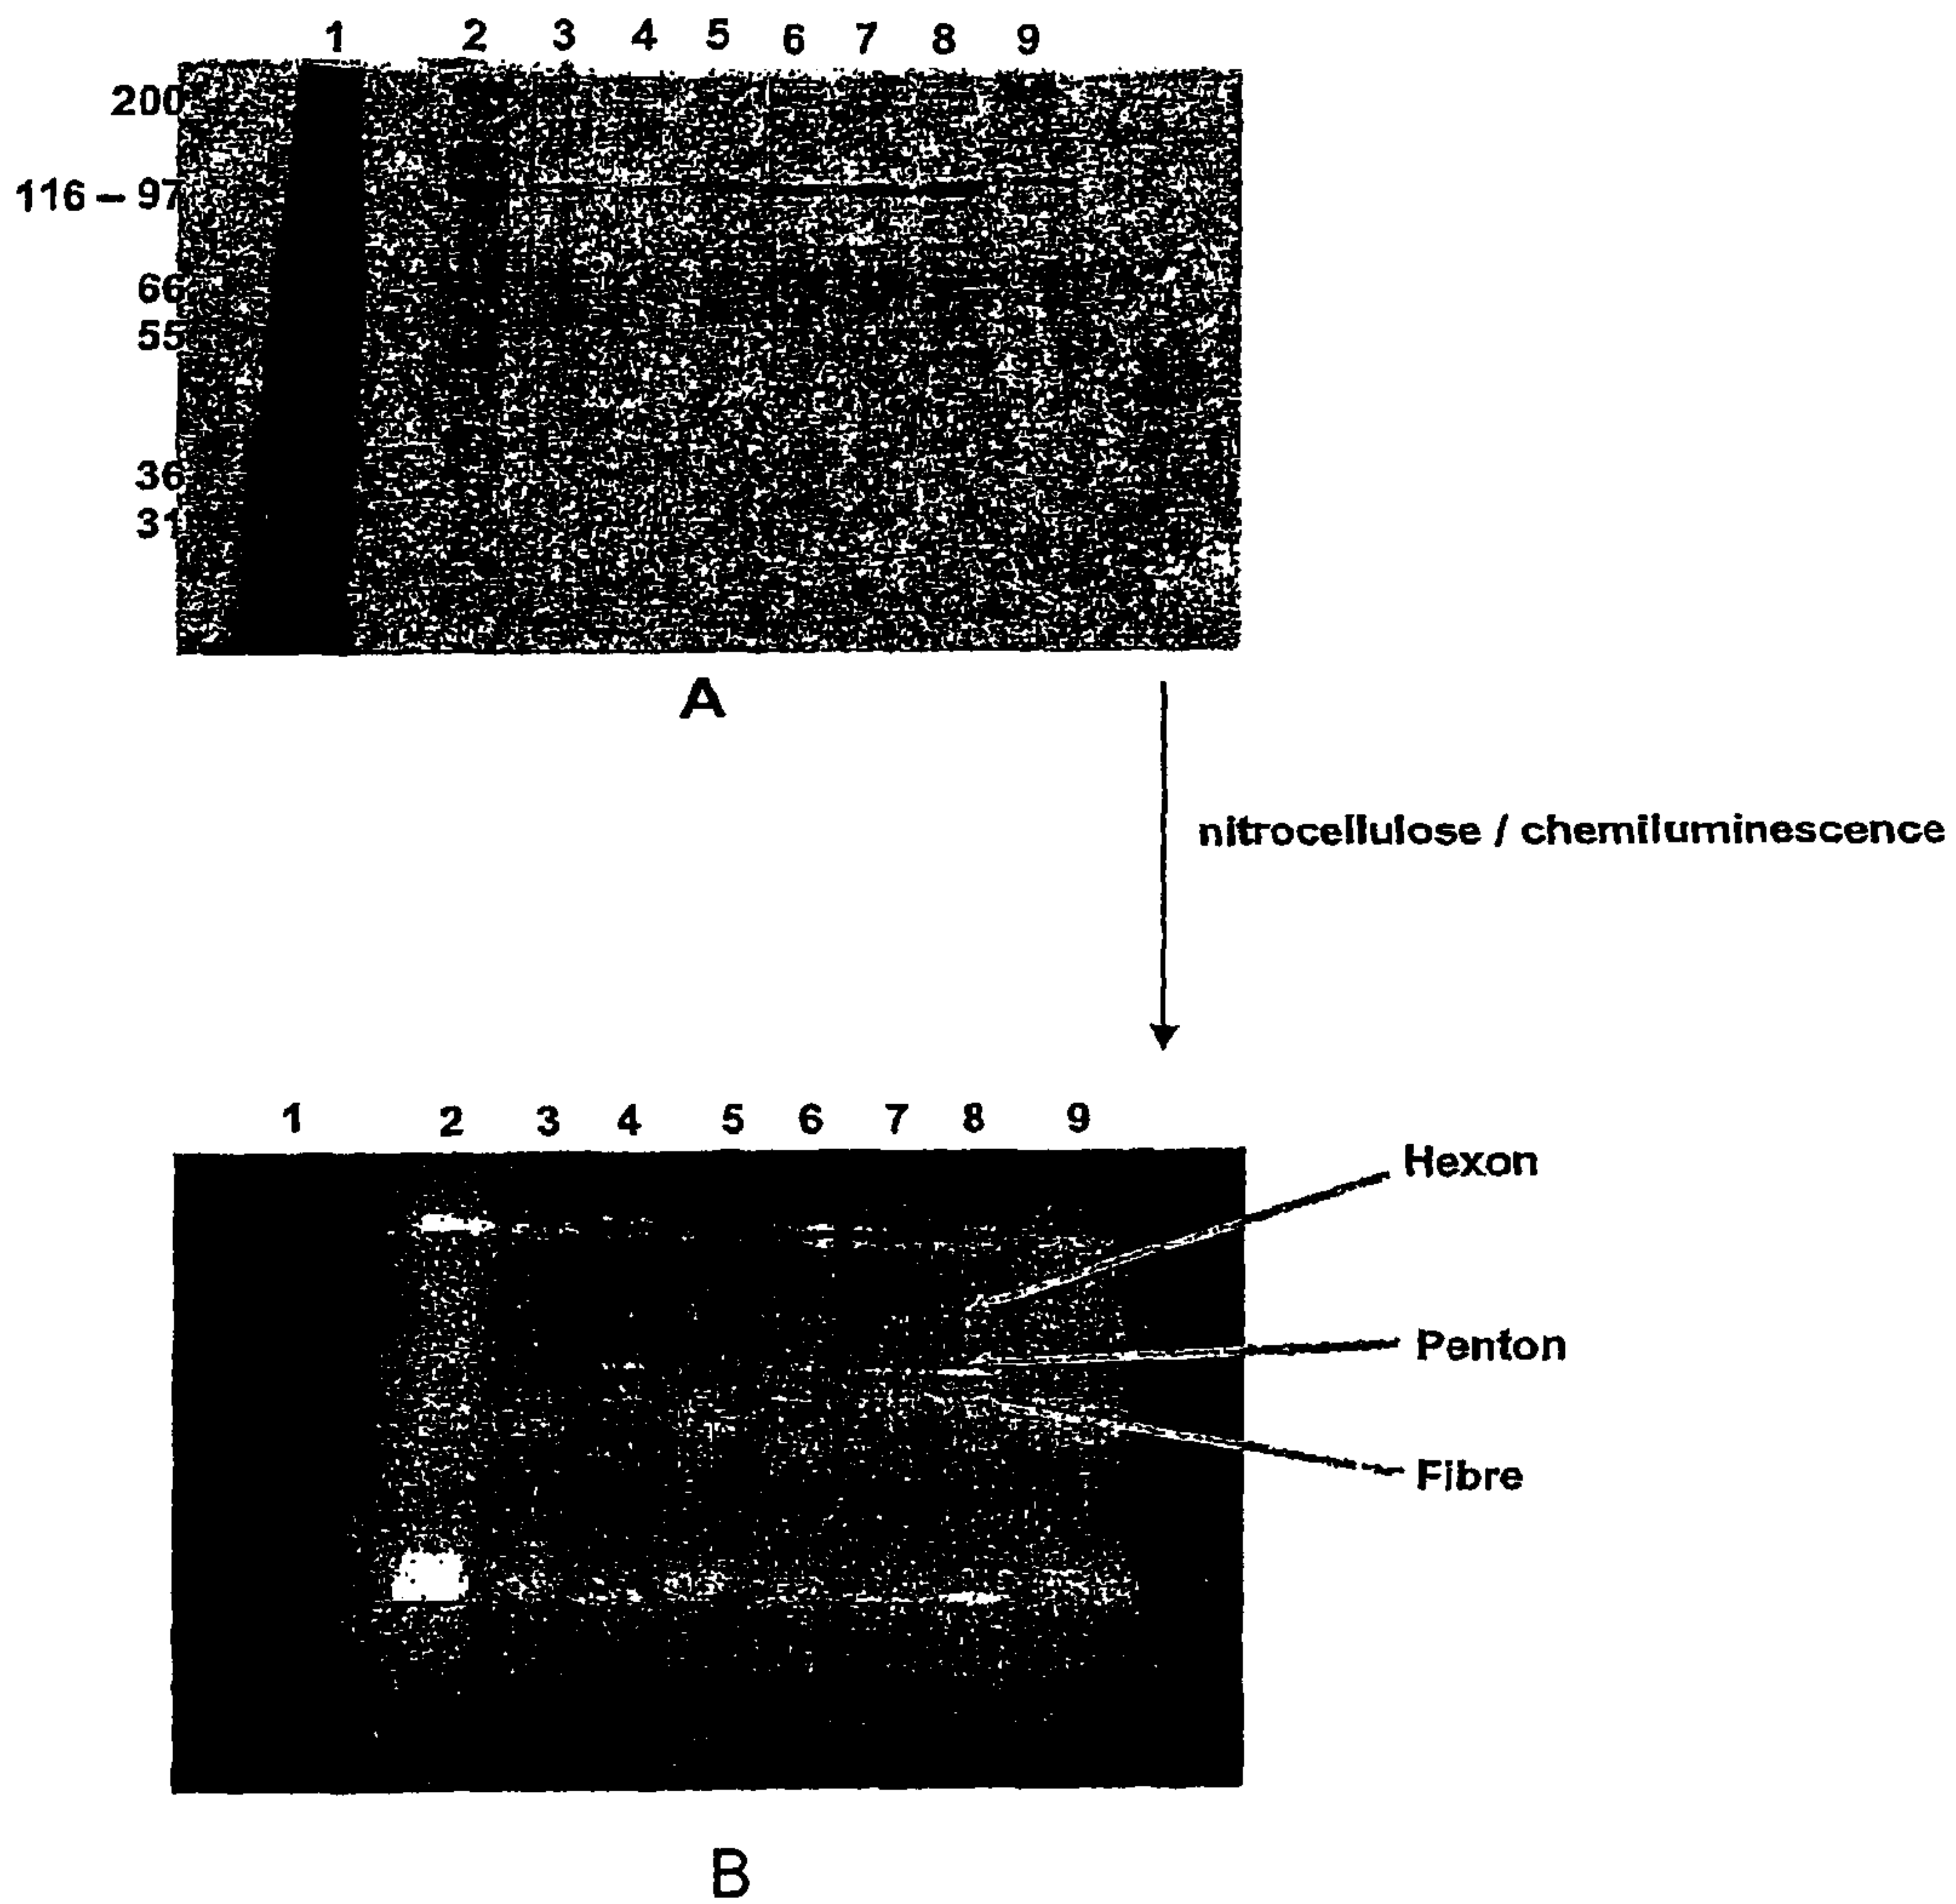 1 2 3 4 5 6 7 8 9
200
116 – 97
66
55
36
31
A
nitrocellulose / chemiluminescence
1 2 3 4 5 6 7 8 9
Hexon
Penton
Fibre
B